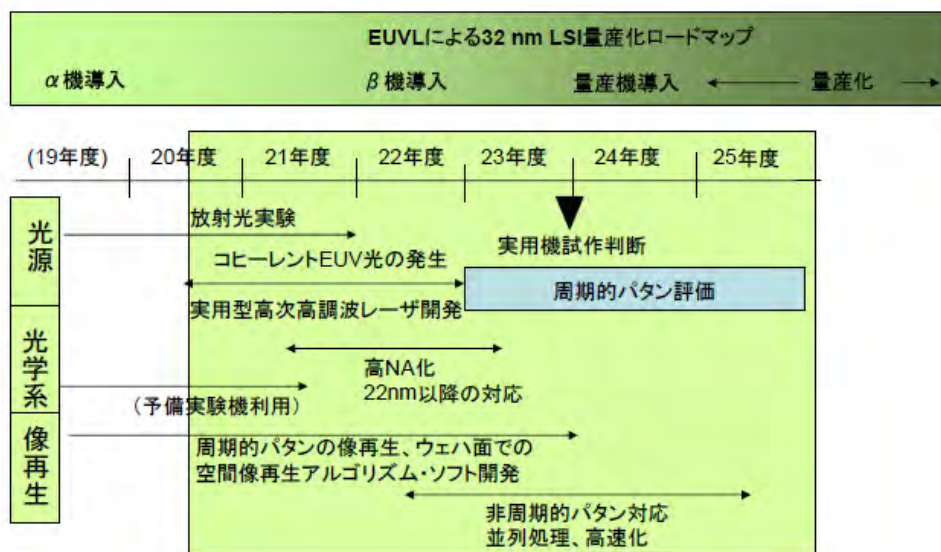 EUVLによる32 nm LSI量産化ロードマップ
α機導入 β機導入 量産機導入 量産化
(19年度) 20年度 21年度 22年度 23年度 24年度 25年度
光源
放射光実験
実用機試作判断
コヒーレントEUV光の発生
周期的パタン評価
実用型高次高調波レーザ開発
光学系
高NA化
22nm以降の対応
（予備実験機利用）
像再生
周期的パタンの像再生、ウェハ面での
空間像再生アルゴリズム・ソフト開発
非周期的パタン対応
並列処理、高速化